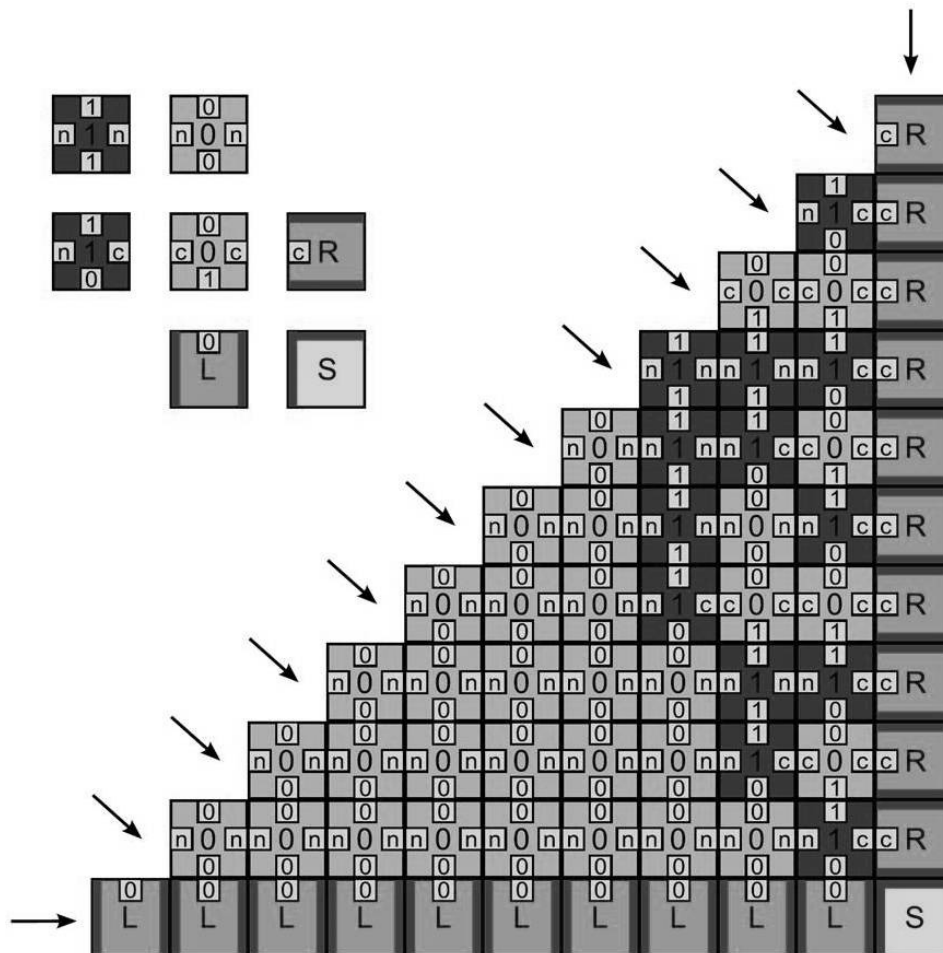 1 0
n 1 n n 0 n
1 0
1 0
n 1 c c 0 c c R
0 1
0
L S
c R
1
n 1 c c R
0
0 0
c 0 c c 0 c c R
1 1
1 1 1
n 1 n n 1 n n 1 c c R
1 1 0
0 1 1 0
n 0 n n 1 n n 1 c c 0 c c R
0 1 0 1
0 0 1 0 1
n 0 n n 0 n n 1 n n 0 n n 1 c c R
0 0 1 0 0
0 0 0 1 0 0
n 0 n n 0 n n 0 n n 1 c c 0 c c 0 c c R
0 0 0 0 1 1
0 0 0 0 0 1 1
n 0 n n 0 n n 0 n n 0 n n 0 n n 1 n n 1 c c R
0 0 0 0 0 1 0
0 0 0 0 0 0 1 0
n 0 n n 0 n n 0 n n 0 n n 0 n n 0 n n 1 c c 0 c c R
0 0 0 0 0 0 0 1
0 0 0 0 0 0 0 0 1
n 0 n n 0 n n 0 n n 0 n n 0 n n 0 n n 0 n n 0 n n 1 c c R
0 0 0 0 0 0 0 0 0
0 0 0 0 0 0 0 0 0 0
L L L L L L L L L L S